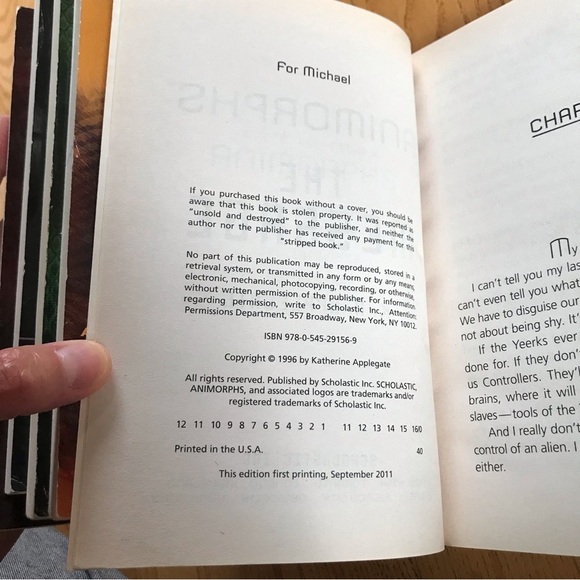 For Michael
If you purchased this book without a cover, you should be
aware that this book is stolen property. It was reported as
"unsold and destroyed" to the publisher, and neither the
author nor the publisher has received any payment for this
"stripped book."
No part of this publication may be reproduced, stored in a
retrieval system, or transmitted in any form or by any means,
electronic, mechanical, photocopying, recording, or otherwise,
without written permission of the publisher. For information
regarding permission, write to Scholastic Inc., Attention:
Permissions Department, 557 Broadway, New York, NY 10012.
ISBN 978-0-545-29156-9
Copyright © 1996 by Katherine Applegate
All rights reserved. Published by Scholastic Inc. SCHOLASTIC,
ANIMORPHS, and associated logos are trademarks and/or
registered trademarks of Scholastic Inc.
12 11 10 9 8 7 6 5 4 3 2 1 11 12 13 14 15 160
Printed in the U.S.A. 40
This edition first printing, September 2011
CHAP
My
I can't tell you my las
can't even tell you what
We have to disguise our
not about being shy. It'
If the Yeerks ever
done for. If they don'
us Controllers. They'l
brains, where it will
slaves—tools of the
And I really don't
control of an alien. I
either.